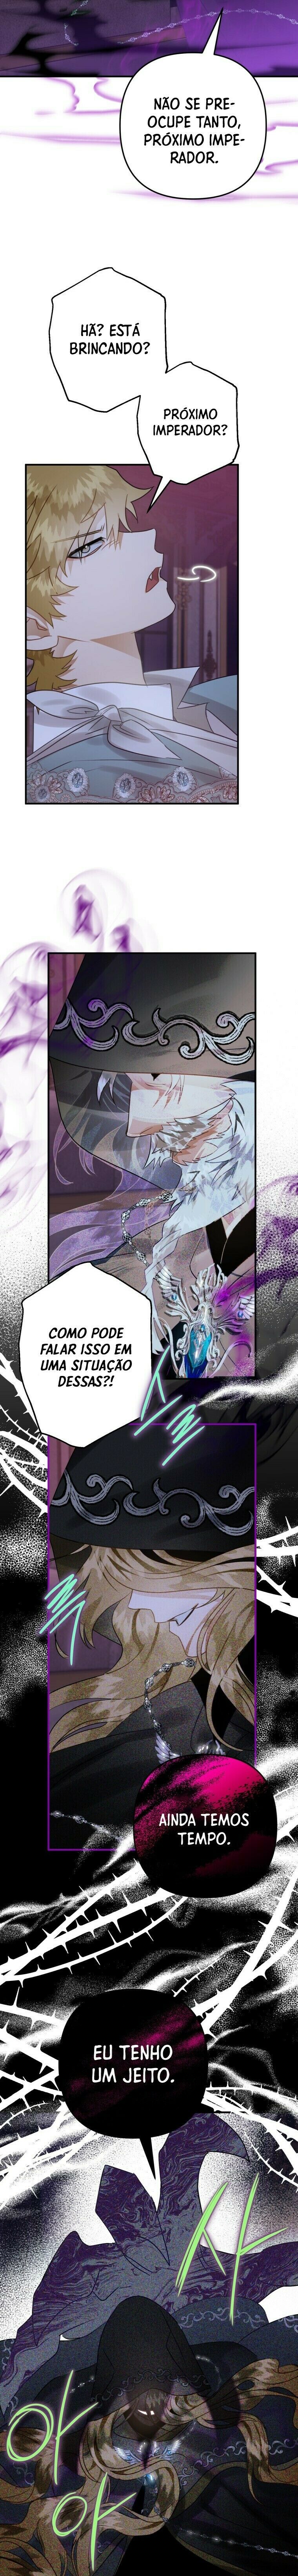 NÃO SE PRE-
OCUPE TANTO,
PRÓXIMO IMPE-
RADOR.
HÃ? ESTÁ
BRINCANDO?
PRÓXIMO
IMPERADOR?
COMO PODE
FALAR ISSO EM
UMA SITUAÇÃO
DESSAS?!
AINDA TEMOS
TEMPO.
EU TENHO
UM JEITO.